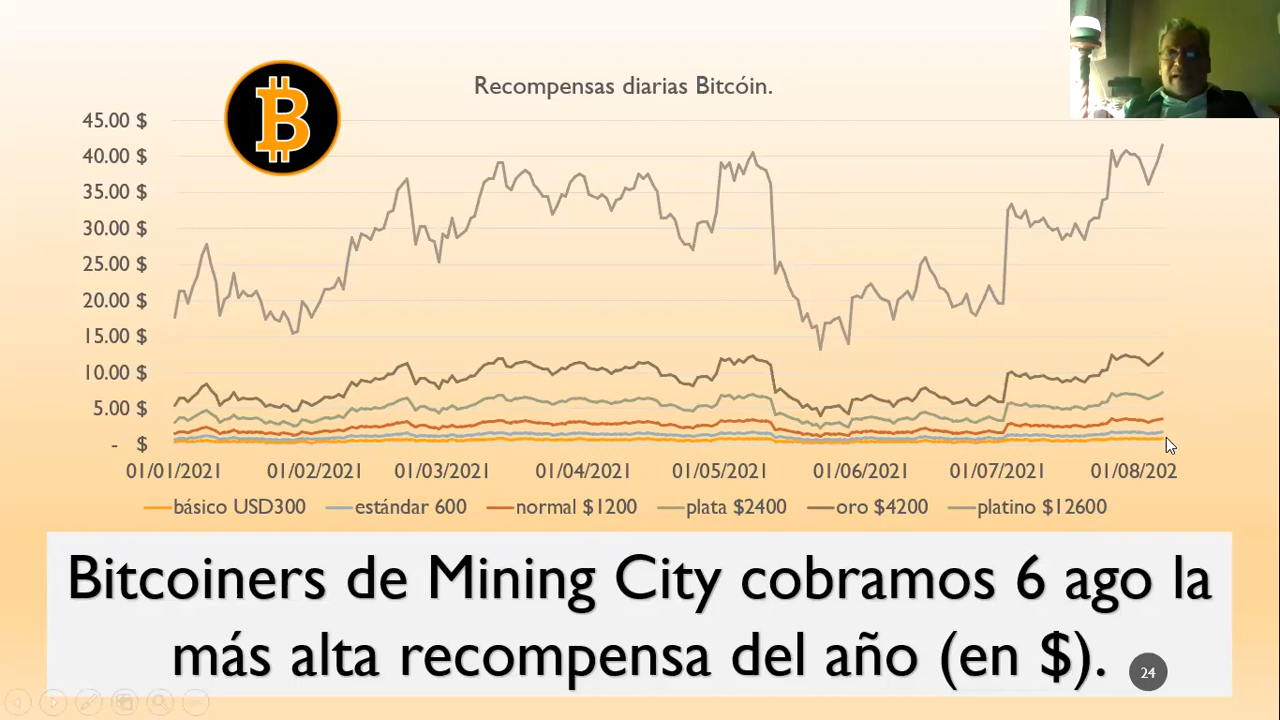 Recompensas diarias Bitcóin.
45.00 $
40.00 $
35.00 $
30.00 $
25.00 $
20.00 $
15.00 $
10.00 $
5.00 $
- $
01/01/2021 01/02/2021 01/03/2021 01/04/2021 01/05/2021 01/06/2021 01/07/2021 01/08/202
básico USD300 estándar 600 normal $1200 plata $2400 oro $4200 platino $12600
Bitcoiners de Mining City cobramos 6 ago la
más alta recompensa del año (en $).
24